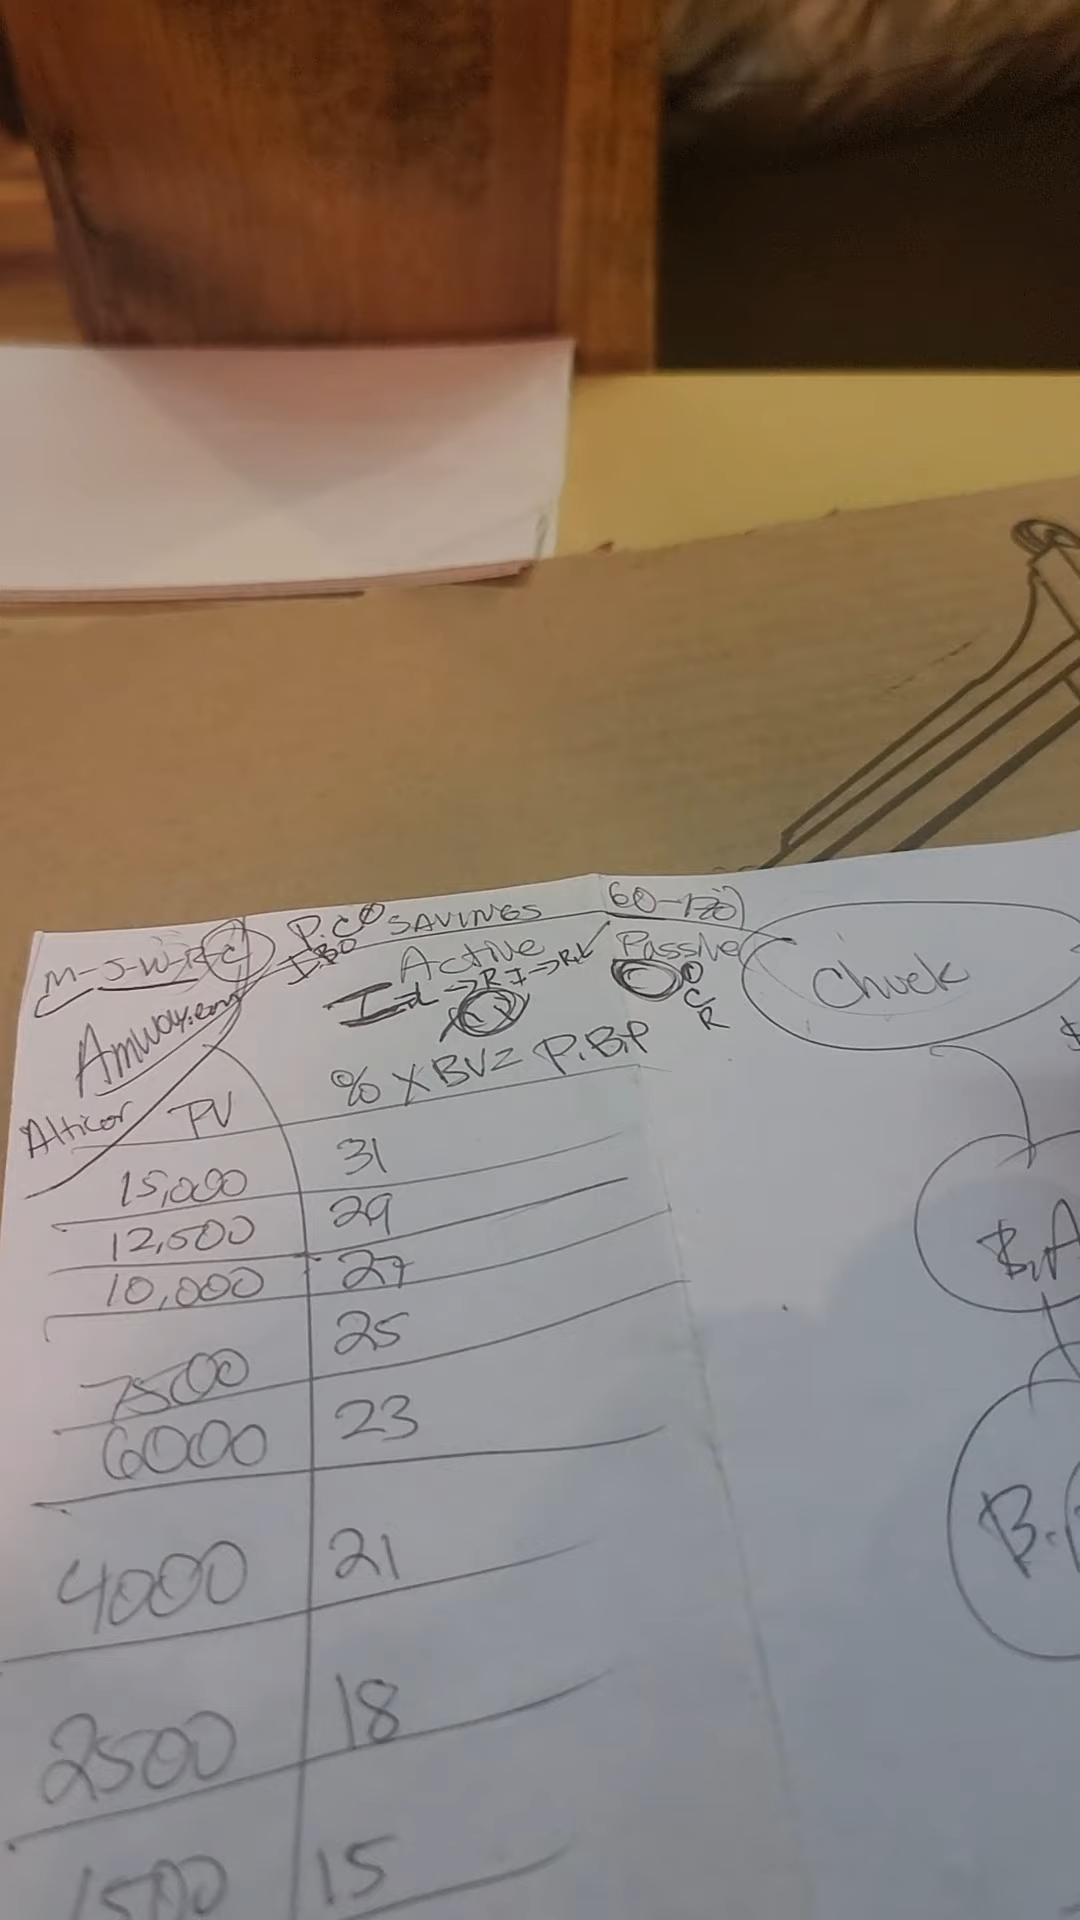 M-J-W-R-C P.C SAVINGS 60-120
IBO
Active Passive
Amway.com
C/R
Chuck
% X BV = P.B.P
Alticor PV
15,000 31
12,500 29
10,000 27
7500 25
6000 23
4000 21
2500 18
1500 15
$
$.A
B.